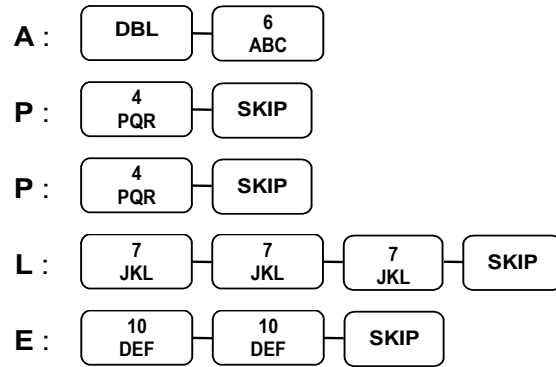 A : DBL 6 ABC
P : 4 PQR SKIP
P : 4 PQR SKIP
L : 7 JKL 7 JKL 7 JKL SKIP
E : 10 DEF 10 DEF SKIP